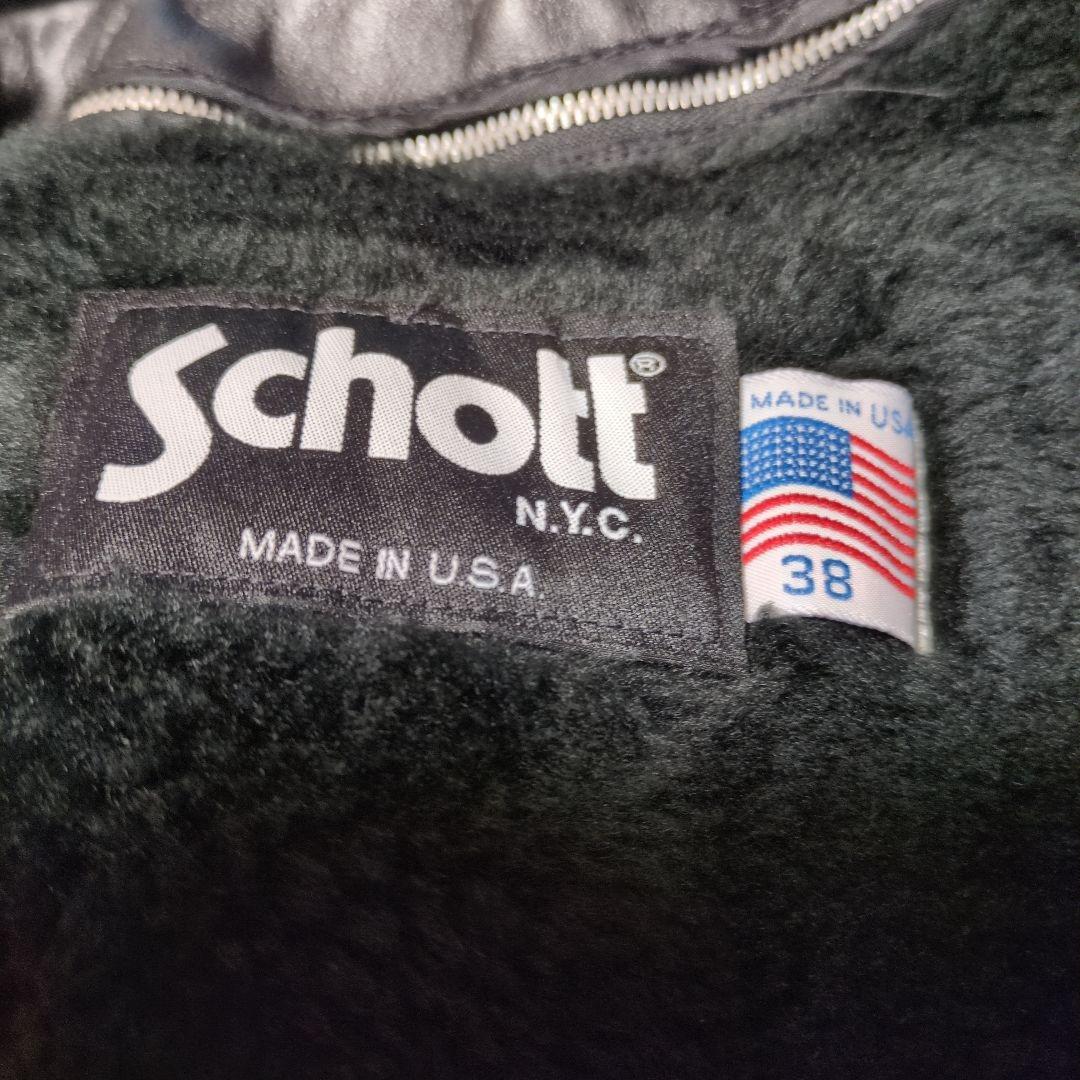 Schott®
N.Y.C.
MADE IN U.S.A.
MADE IN USA
38